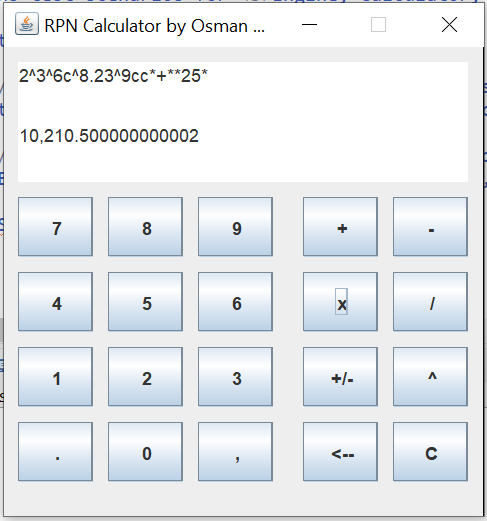 RPN Calculator by Osman ...
2^3^6c^8.23^9cc*+**25*
10,210.500000000002
7 8 9 + -
4 5 6 x /
1 2 3 +/- ^
. 0 , <-- C